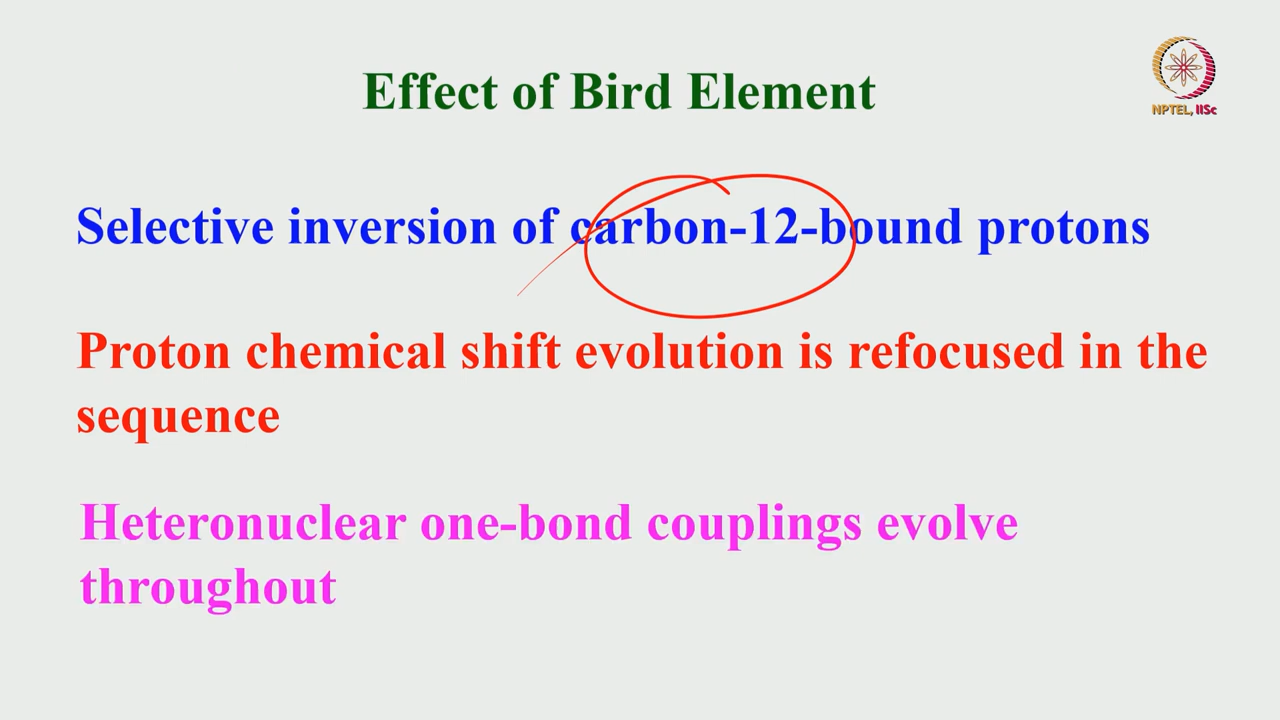 Effect of Bird Element
NPTEL, IISc
Selective inversion of carbon-12-bound protons
Proton chemical shift evolution is refocused in the
sequence
Heteronuclear one-bond couplings evolve
throughout